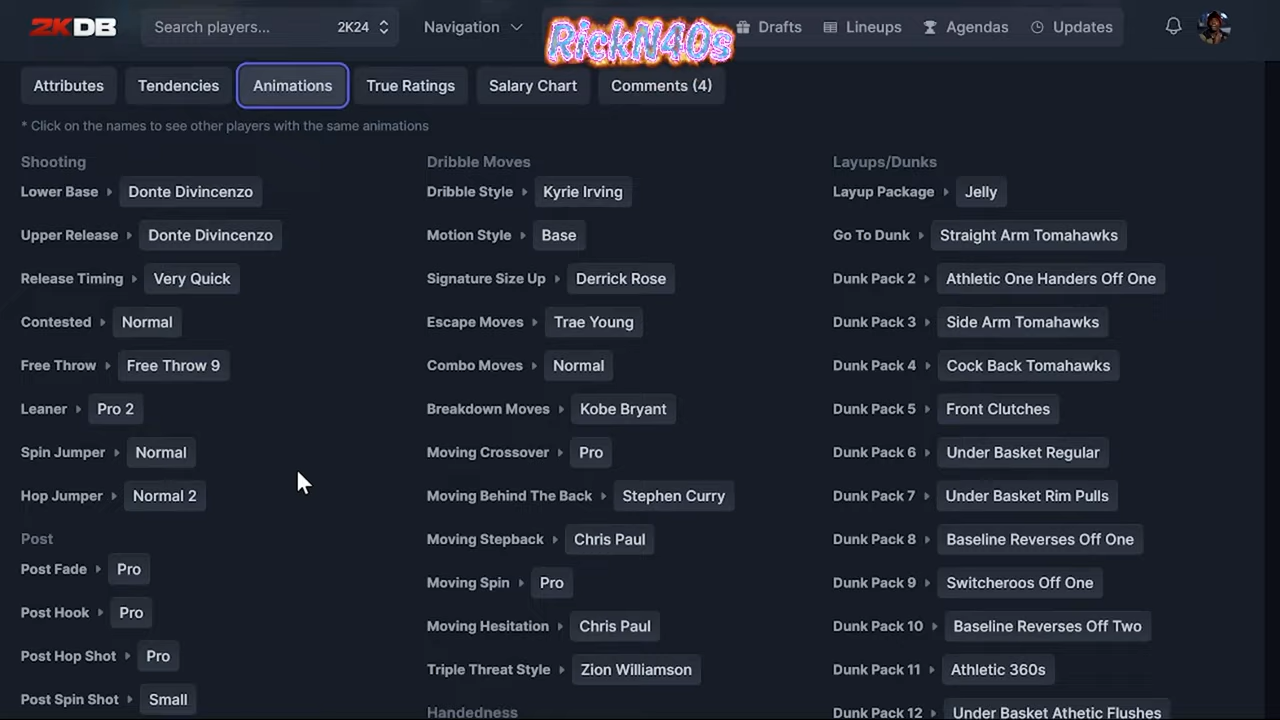 2KDB Search players... 2K24 Navigation RickN40s Drafts Lineups Agendas Updates
Attributes Tendencies Animations True Ratings Salary Chart Comments (4)
* Click on the names to see other players with the same animations
Shooting
Lower Base Donte Divincenzo
Upper Release Donte Divincenzo
Release Timing Very Quick
Contested Normal
Free Throw Free Throw 9
Leaner Pro 2
Spin Jumper Normal
Hop Jumper Normal 2
Post
Post Fade Pro
Post Hook Pro
Post Hop Shot Pro
Post Spin Shot Small
Dribble Moves
Dribble Style Kyrie Irving
Motion Style Base
Signature Size Up Derrick Rose
Escape Moves Trae Young
Combo Moves Normal
Breakdown Moves Kobe Bryant
Moving Crossover Pro
Moving Behind The Back Stephen Curry
Moving Stepback Chris Paul
Moving Spin Pro
Moving Hesitation Chris Paul
Triple Threat Style Zion Williamson
Handedness
Layups/Dunks
Layup Package Jelly
Go To Dunk Straight Arm Tomahawks
Dunk Pack 2 Athletic One Handers Off One
Dunk Pack 3 Side Arm Tomahawks
Dunk Pack 4 Cock Back Tomahawks
Dunk Pack 5 Front Clutches
Dunk Pack 6 Under Basket Regular
Dunk Pack 7 Under Basket Rim Pulls
Dunk Pack 8 Baseline Reverses Off One
Dunk Pack 9 Switcheroos Off One
Dunk Pack 10 Baseline Reverses Off Two
Dunk Pack 11 Athletic 360s
Dunk Pack 12 Under Basket Athetic Flushes